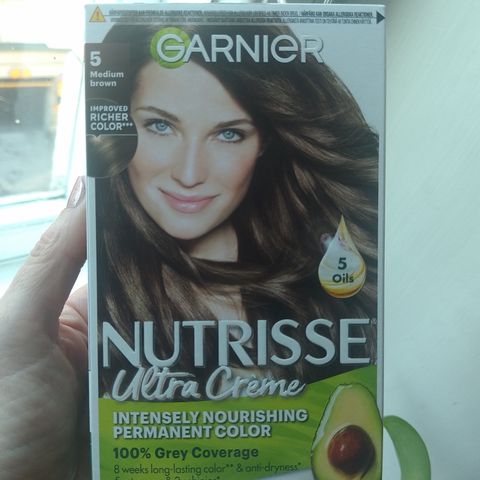 GARNIER
5
Medium
brown
IMPROVED
RICHER
COLOR***
5
Oils
NUTRISSE
Ultra Crème
INTENSELY NOURISHING
PERMANENT COLOR
100% Grey Coverage
8 weeks long-lasting color** & anti-dryness*